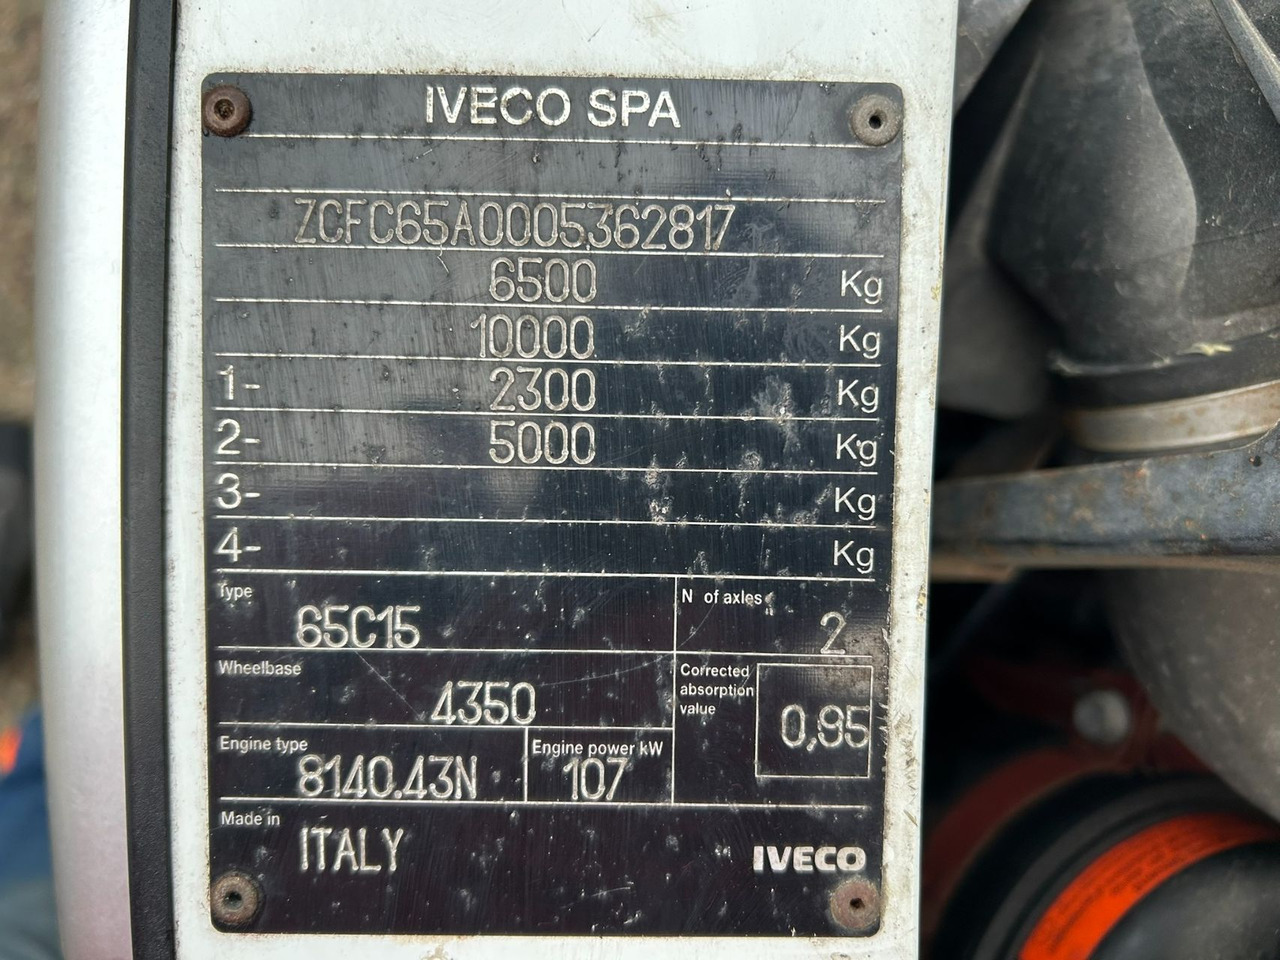 IVECO SPA
ZCFC65A0005362817
6500 Kg
10000 Kg
1- 2300 Kg
2- 5000 Kg
3- Kg
4- Kg
Type 65C15
N of axles 2
Wheelbase 4350
Corrected absorption value 0,95
Engine type 8140.43N
Engine power kW 107
Made in ITALY
IVECO